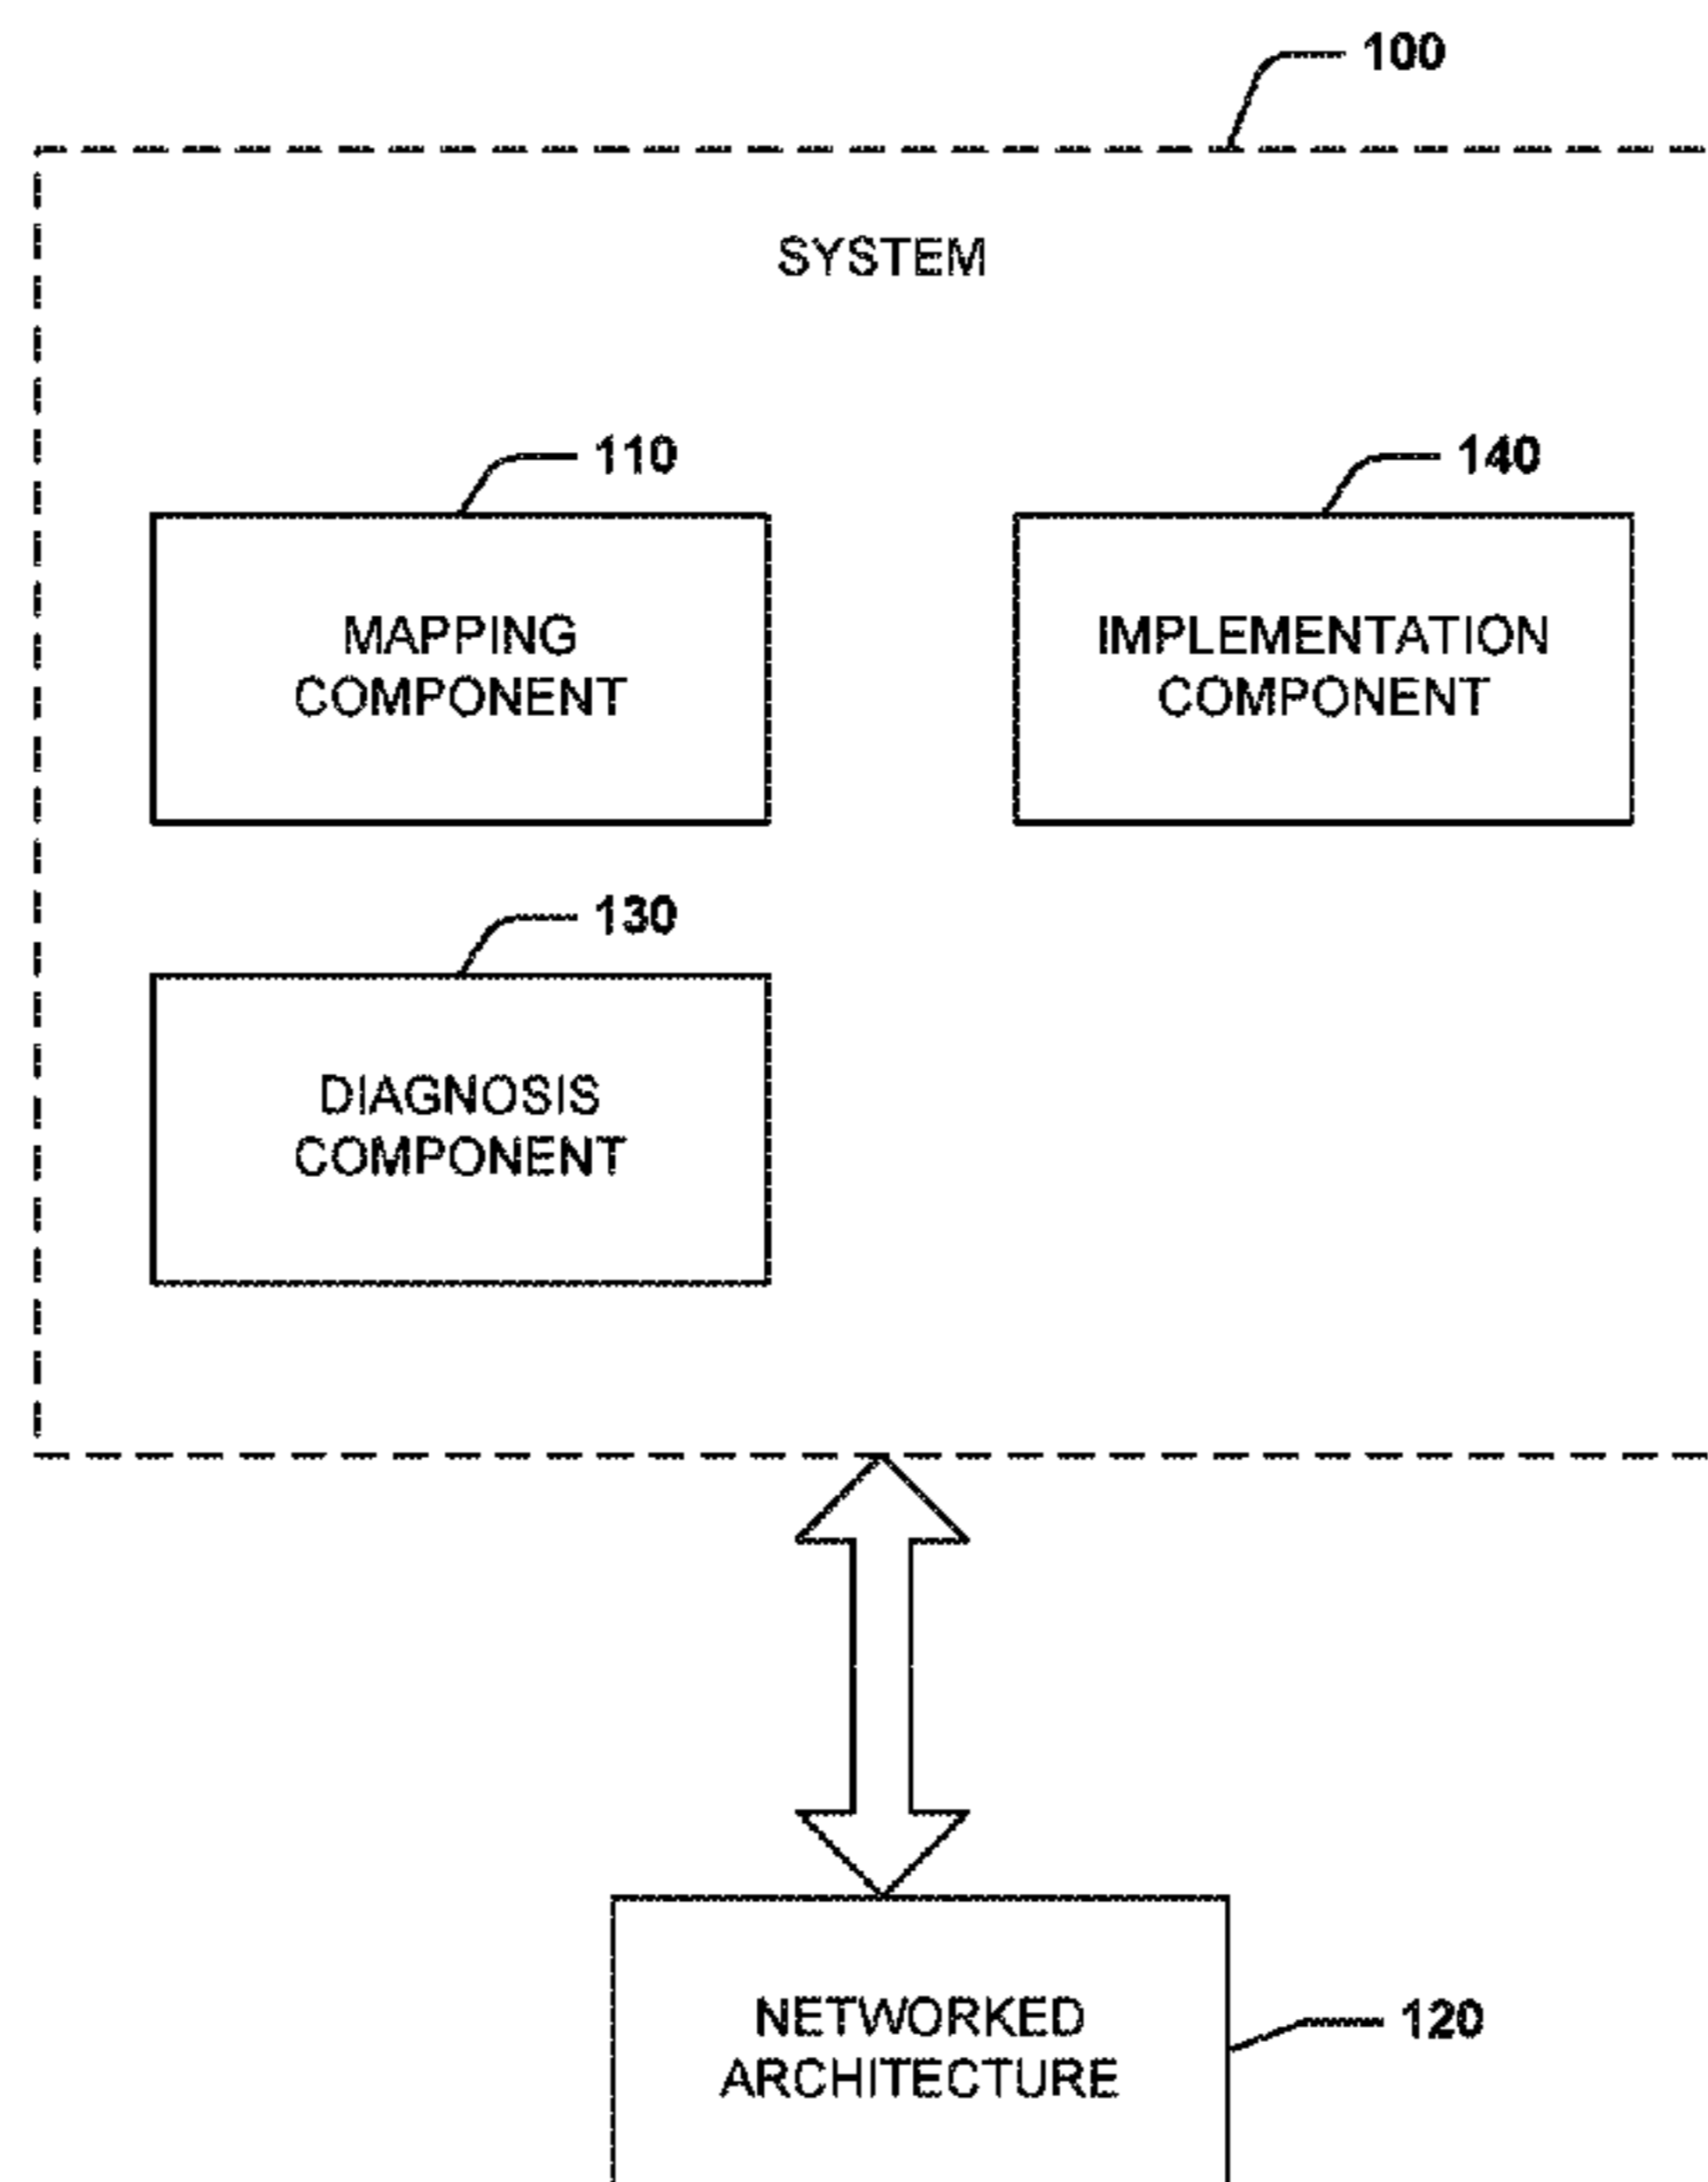 100
SYSTEM
110
140
MAPPING
COMPONENT
IMPLEMENTATION
COMPONENT
130
DIAGNOSIS
COMPONENT
NETWORKED
ARCHITECTURE
120